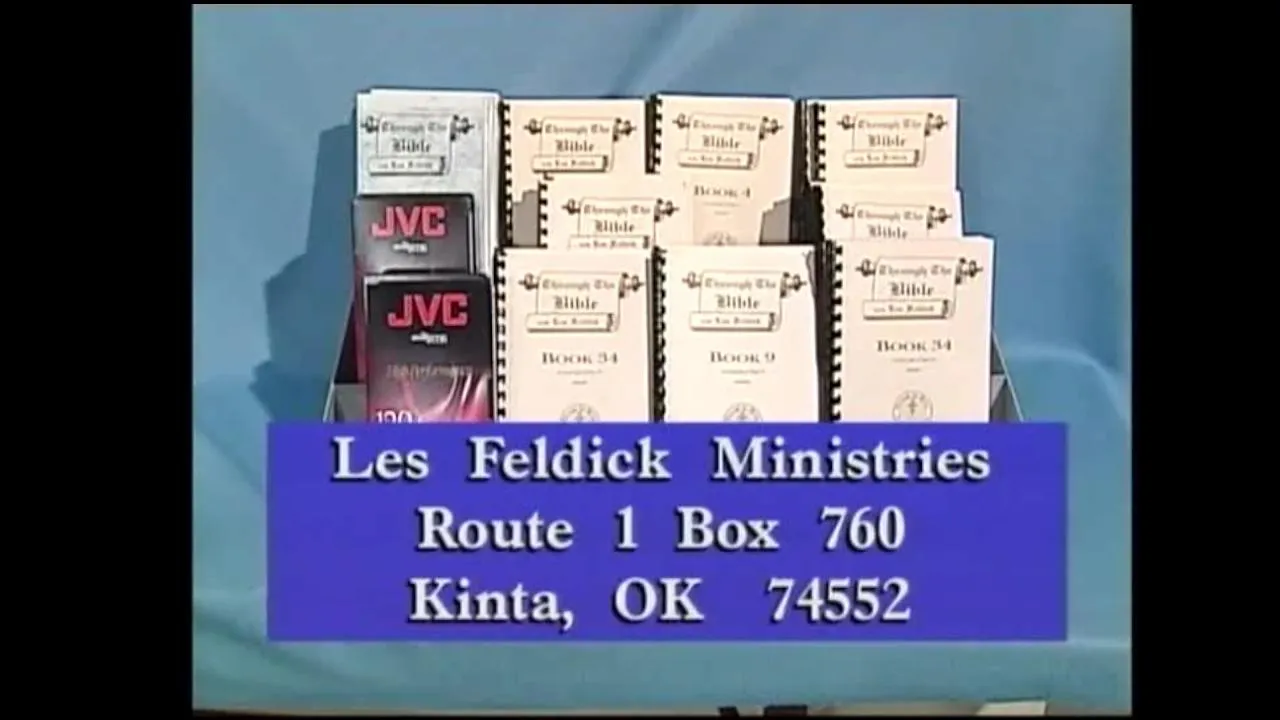 Through The
Bible
Through The
Bible
Through The
Bible
Through The
Bible
JVC
Book 4
Through The
Bible
Through The
Bible
JVC
Through The
Bible
Book 34
Through The
Bible
Book 9
Through The
Bible
Book 34
120
Les Feldick Ministries
Route 1 Box 760
Kinta, OK 74552